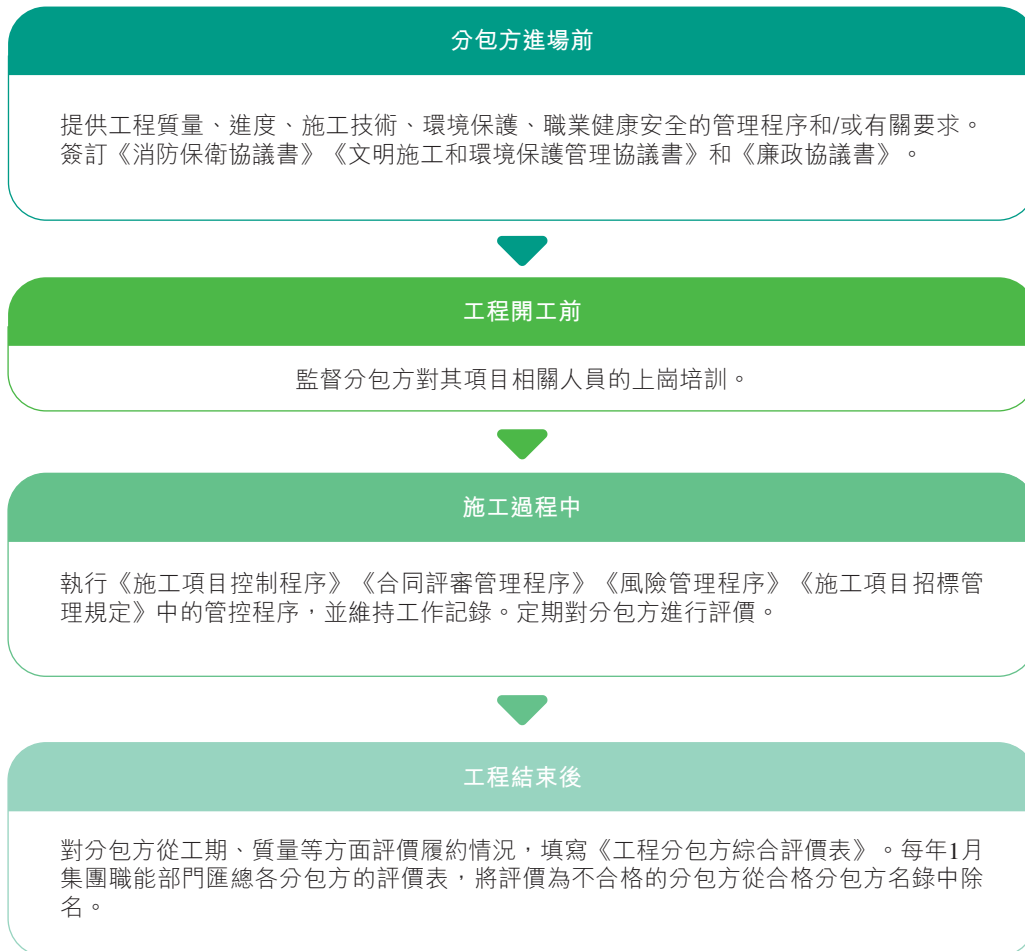 分包方進場前
提供工程質量、進度、施工技術、環境保護、職業健康安全的管理程序和/或有關要求。
簽訂《消防保衛協議書》《文明施工和環境保護管理協議書》和《廉政協議書》。
工程開工前
監督分包方對其項目相關人員的上崗培訓。
施工過程中
執行《施工項目控制程序》《合同評審管理程序》《風險管理程序》《施工項目招標管
理規定》中的管控程序，並維持工作記錄。定期對分包方進行評價。
工程結束後
對分包方從工期、質量等方面評價履約情況，填寫《工程分包方綜合評價表》。每年1月
集團職能部門匯總各分包方的評價表，將評價為不合格的分包方從合格分包方名錄中除
名。